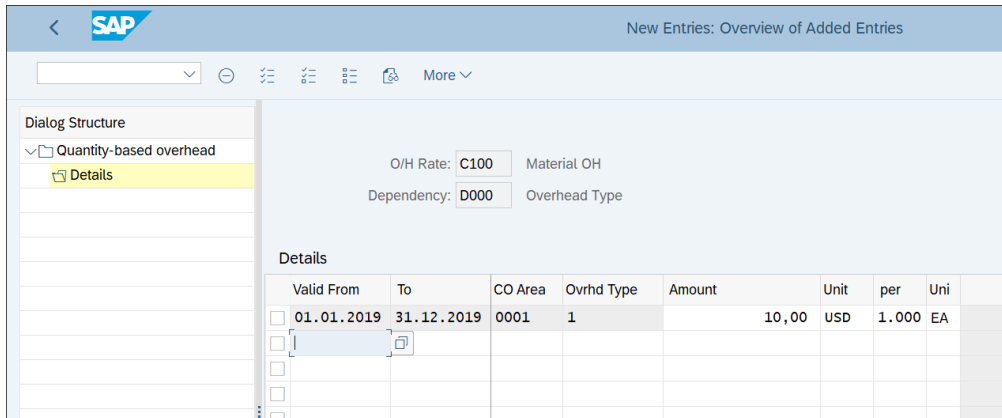 SAP New Entries: Overview of Added Entries
More
Dialog Structure
Quantity-based overhead
Details
O/H Rate: C100 Material OH
Dependency: D000 Overhead Type
Details
Valid From To CO Area Ovrhd Type Amount Unit per Uni
01.01.2019 31.12.2019 0001 1 10,00 USD 1.000 EA